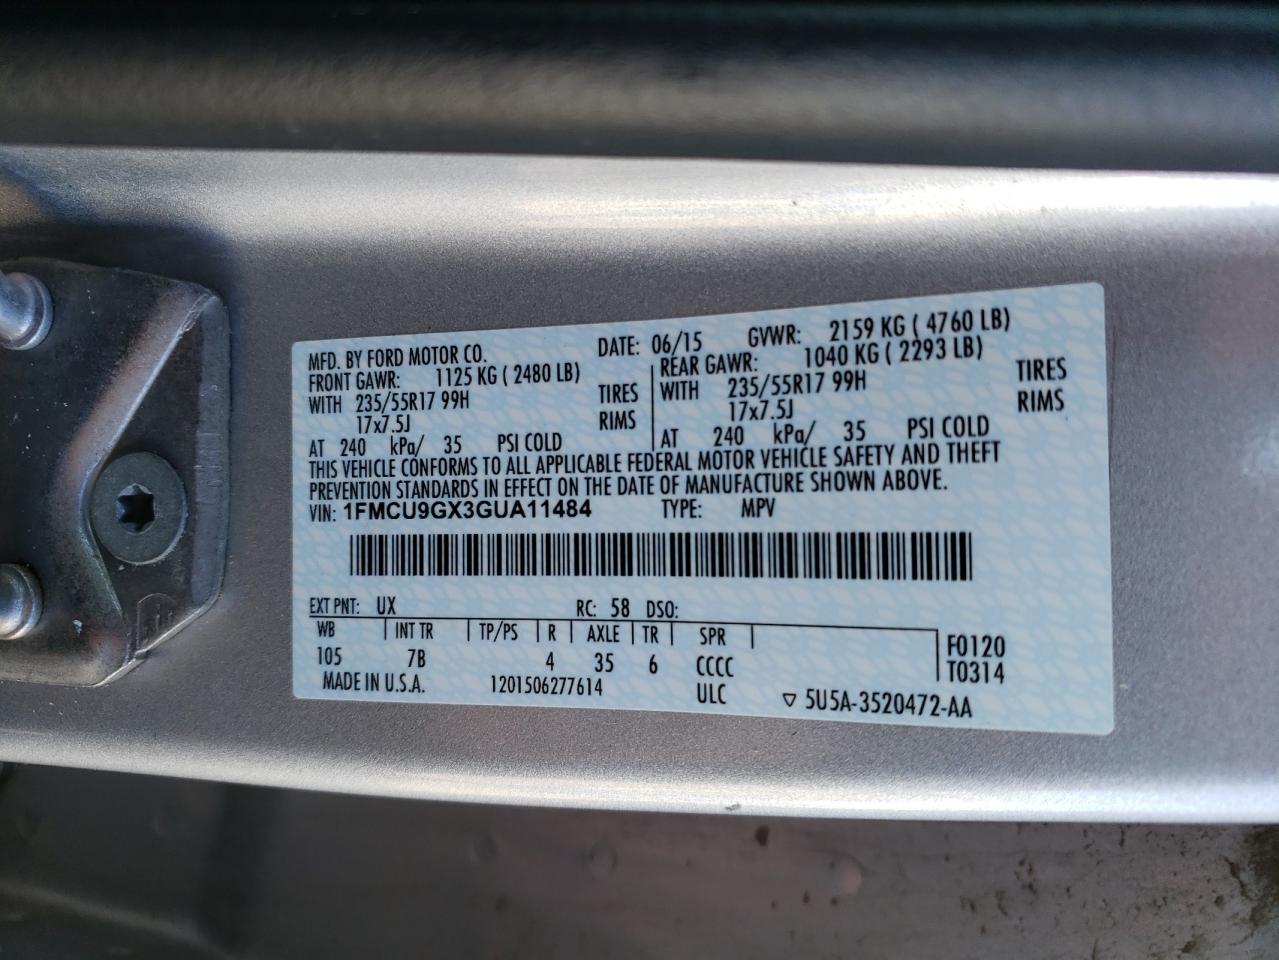 MFD. BY FORD MOTOR CO. DATE: 06/15 GVWR: 2159 KG ( 4760 LB)
FRONT GAWR: 1125 KG ( 2480 LB) REAR GAWR: 1040 KG ( 2293 LB)
WITH 235/55R17 99H TIRES WITH 235/55R17 99H TIRES
17x7.5J RIMS 17x7.5J RIMS
AT 240 kPa/ 35 PSI COLD AT 240 kPa/ 35 PSI COLD
THIS VEHICLE CONFORMS TO ALL APPLICABLE FEDERAL MOTOR VEHICLE SAFETY AND THEFT
PREVENTION STANDARDS IN EFFECT ON THE DATE OF MANUFACTURE SHOWN ABOVE.
VIN: 1FMCU9GX3GUA11484 TYPE: MPV
EXT PNT: UX RC: 58 DSO:
WB INT TR TP/PS R AXLE TR SPR F0120
105 7B 4 35 6 CCCC T0314
MADE IN U.S.A. 1201506277614 ULC ▽ 5U5A-3520472-AA